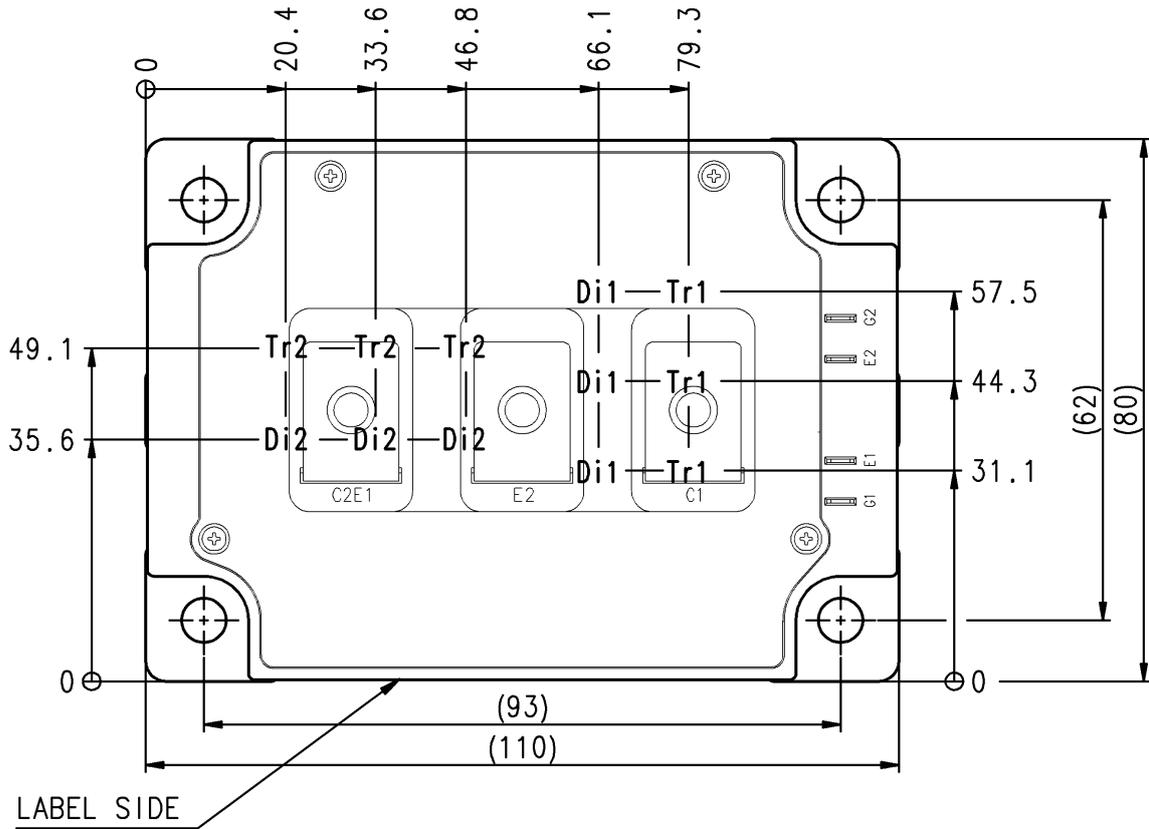 0
20.4
33.6
46.8
66.1
79.3
Di1 Tr1 57.5
G2
49.1 Tr2 Tr2 Tr2
E2
Di1 Tr1 44.3
(62)
(80)
35.6 Di2 Di2 Di2
E1
Di1 Tr1 31.1
C2E1 E2 C1
G1
0 0
(93)
(110)
LABEL SIDE